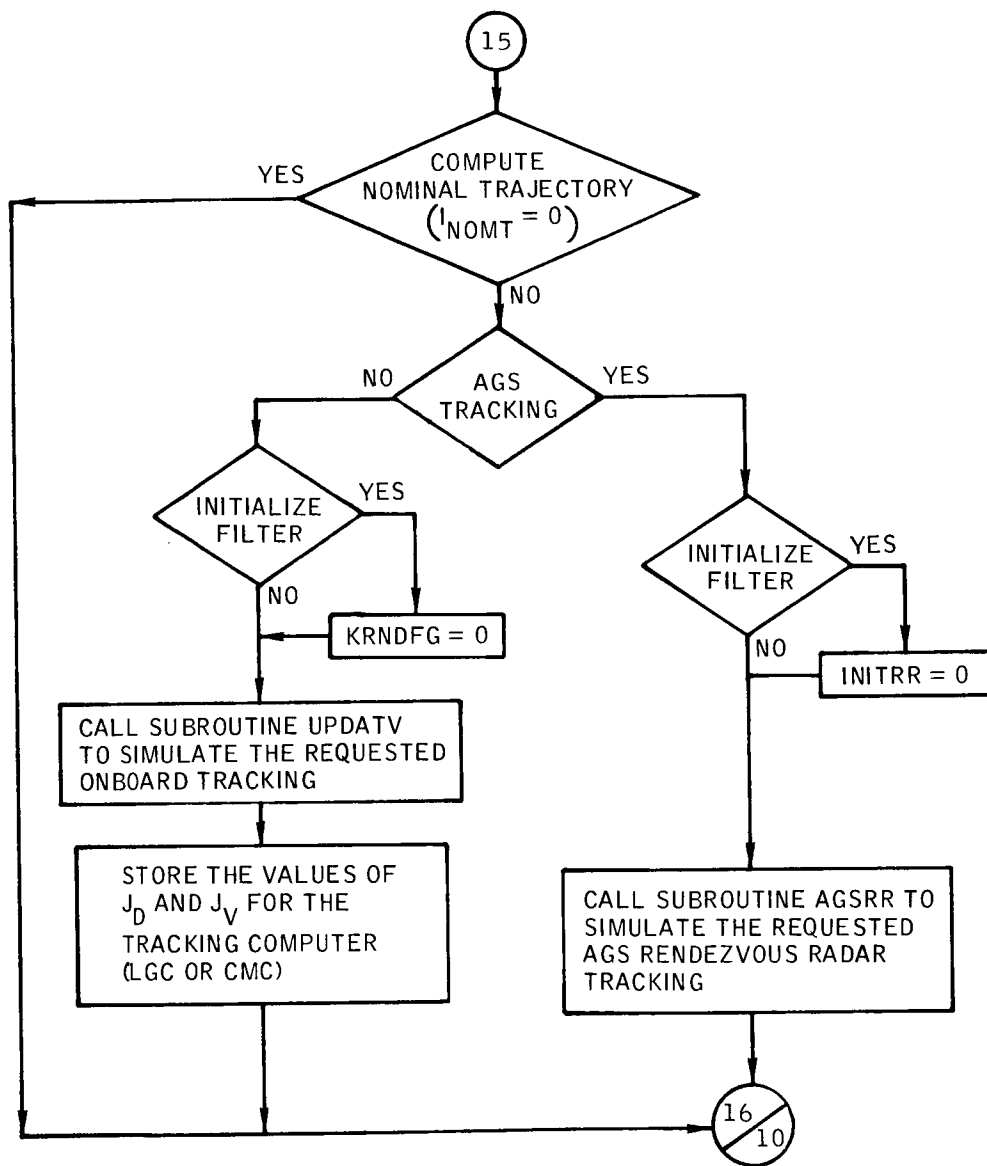 15
COMPUTE
NOMINAL TRAJECTORY
(I_NOMT = 0)
YES
NO
AGS
TRACKING
NO
YES
INITIALIZE
FILTER
YES
NO
KRNDFG = 0
INITIALIZE
FILTER
YES
NO
INITRR = 0
CALL SUBROUTINE UPDATV
TO SIMULATE THE REQUESTED
ONBOARD TRACKING
STORE THE VALUES OF
J_D AND J_V FOR THE
TRACKING COMPUTER
(LGC OR CMC)
CALL SUBROUTINE AGSRR TO
SIMULATE THE REQUESTED
AGS RENDEZVOUS RADAR
TRACKING
16
10